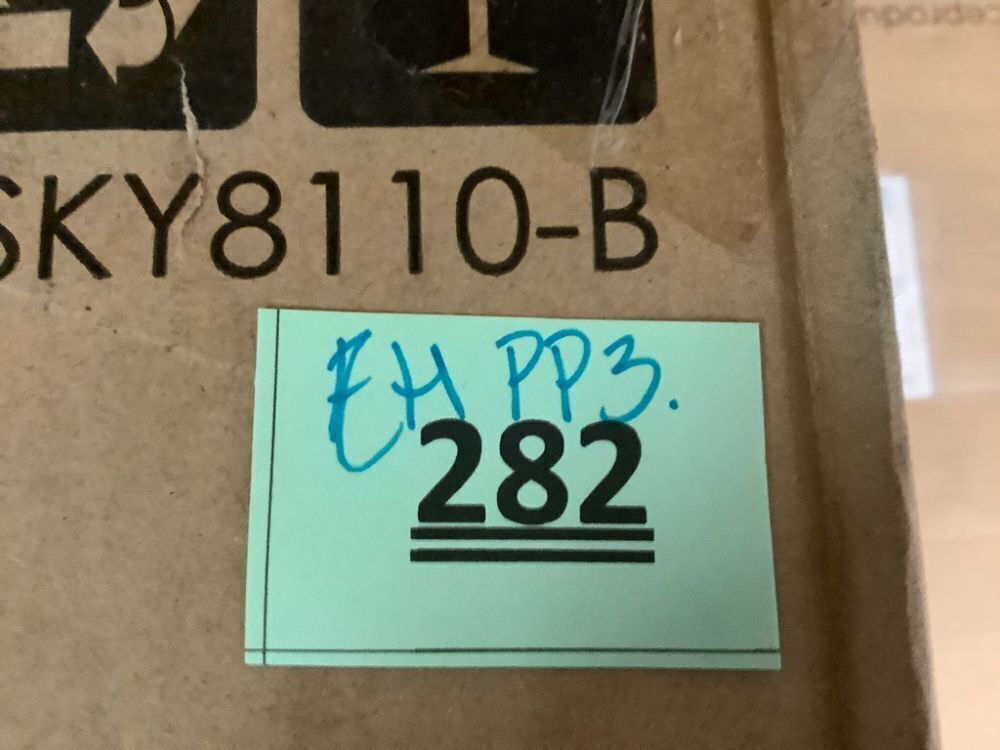 SKY8110-B
EH PP3.
282